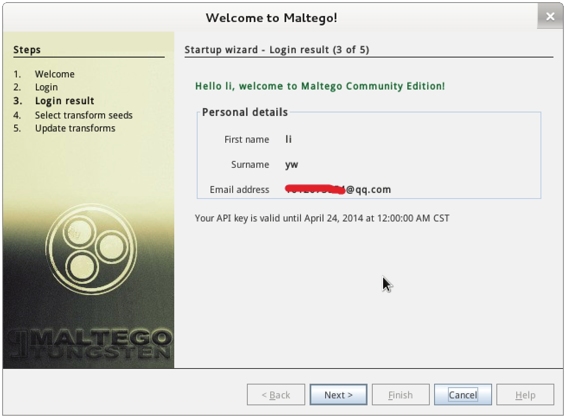 Welcome to Maltego!
Steps
1. Welcome
2. Login
3. Login result
4. Select transform seeds
5. Update transforms
Startup wizard - Login result (3 of 5)
Hello li, welcome to Maltego Community Edition!
Personal details
First name li
Surname yw
Email address @qq.com
Your API key is valid until April 24, 2014 at 12:00:00 AM CST
MALTEGO
TUNGSTEN
< Back Next > Finish Cancel Help